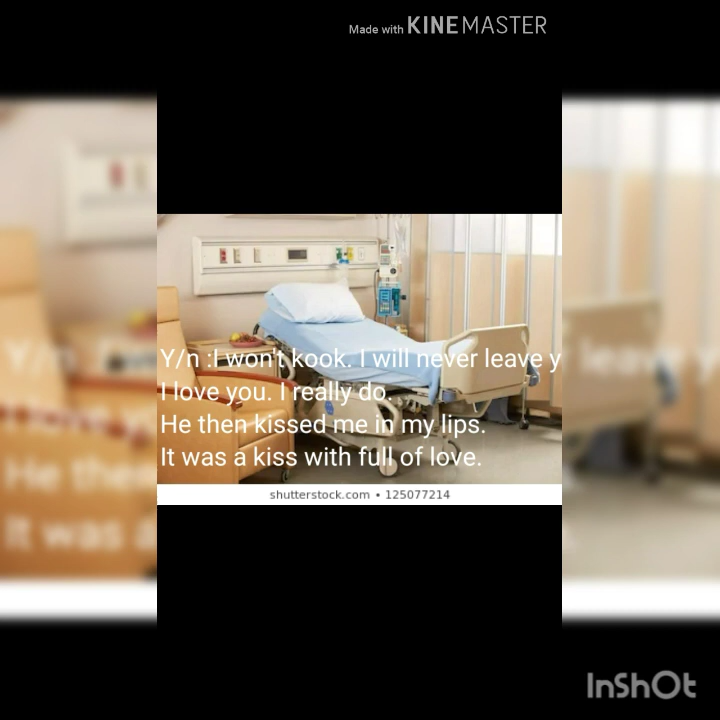 Made with KINEMASTER
Y/n :I won't kook. I will never leave y
I love you. I really do.
He then kissed me in my lips.
It was a kiss with full of love.
shutterstock.com • 125077214
InShOt